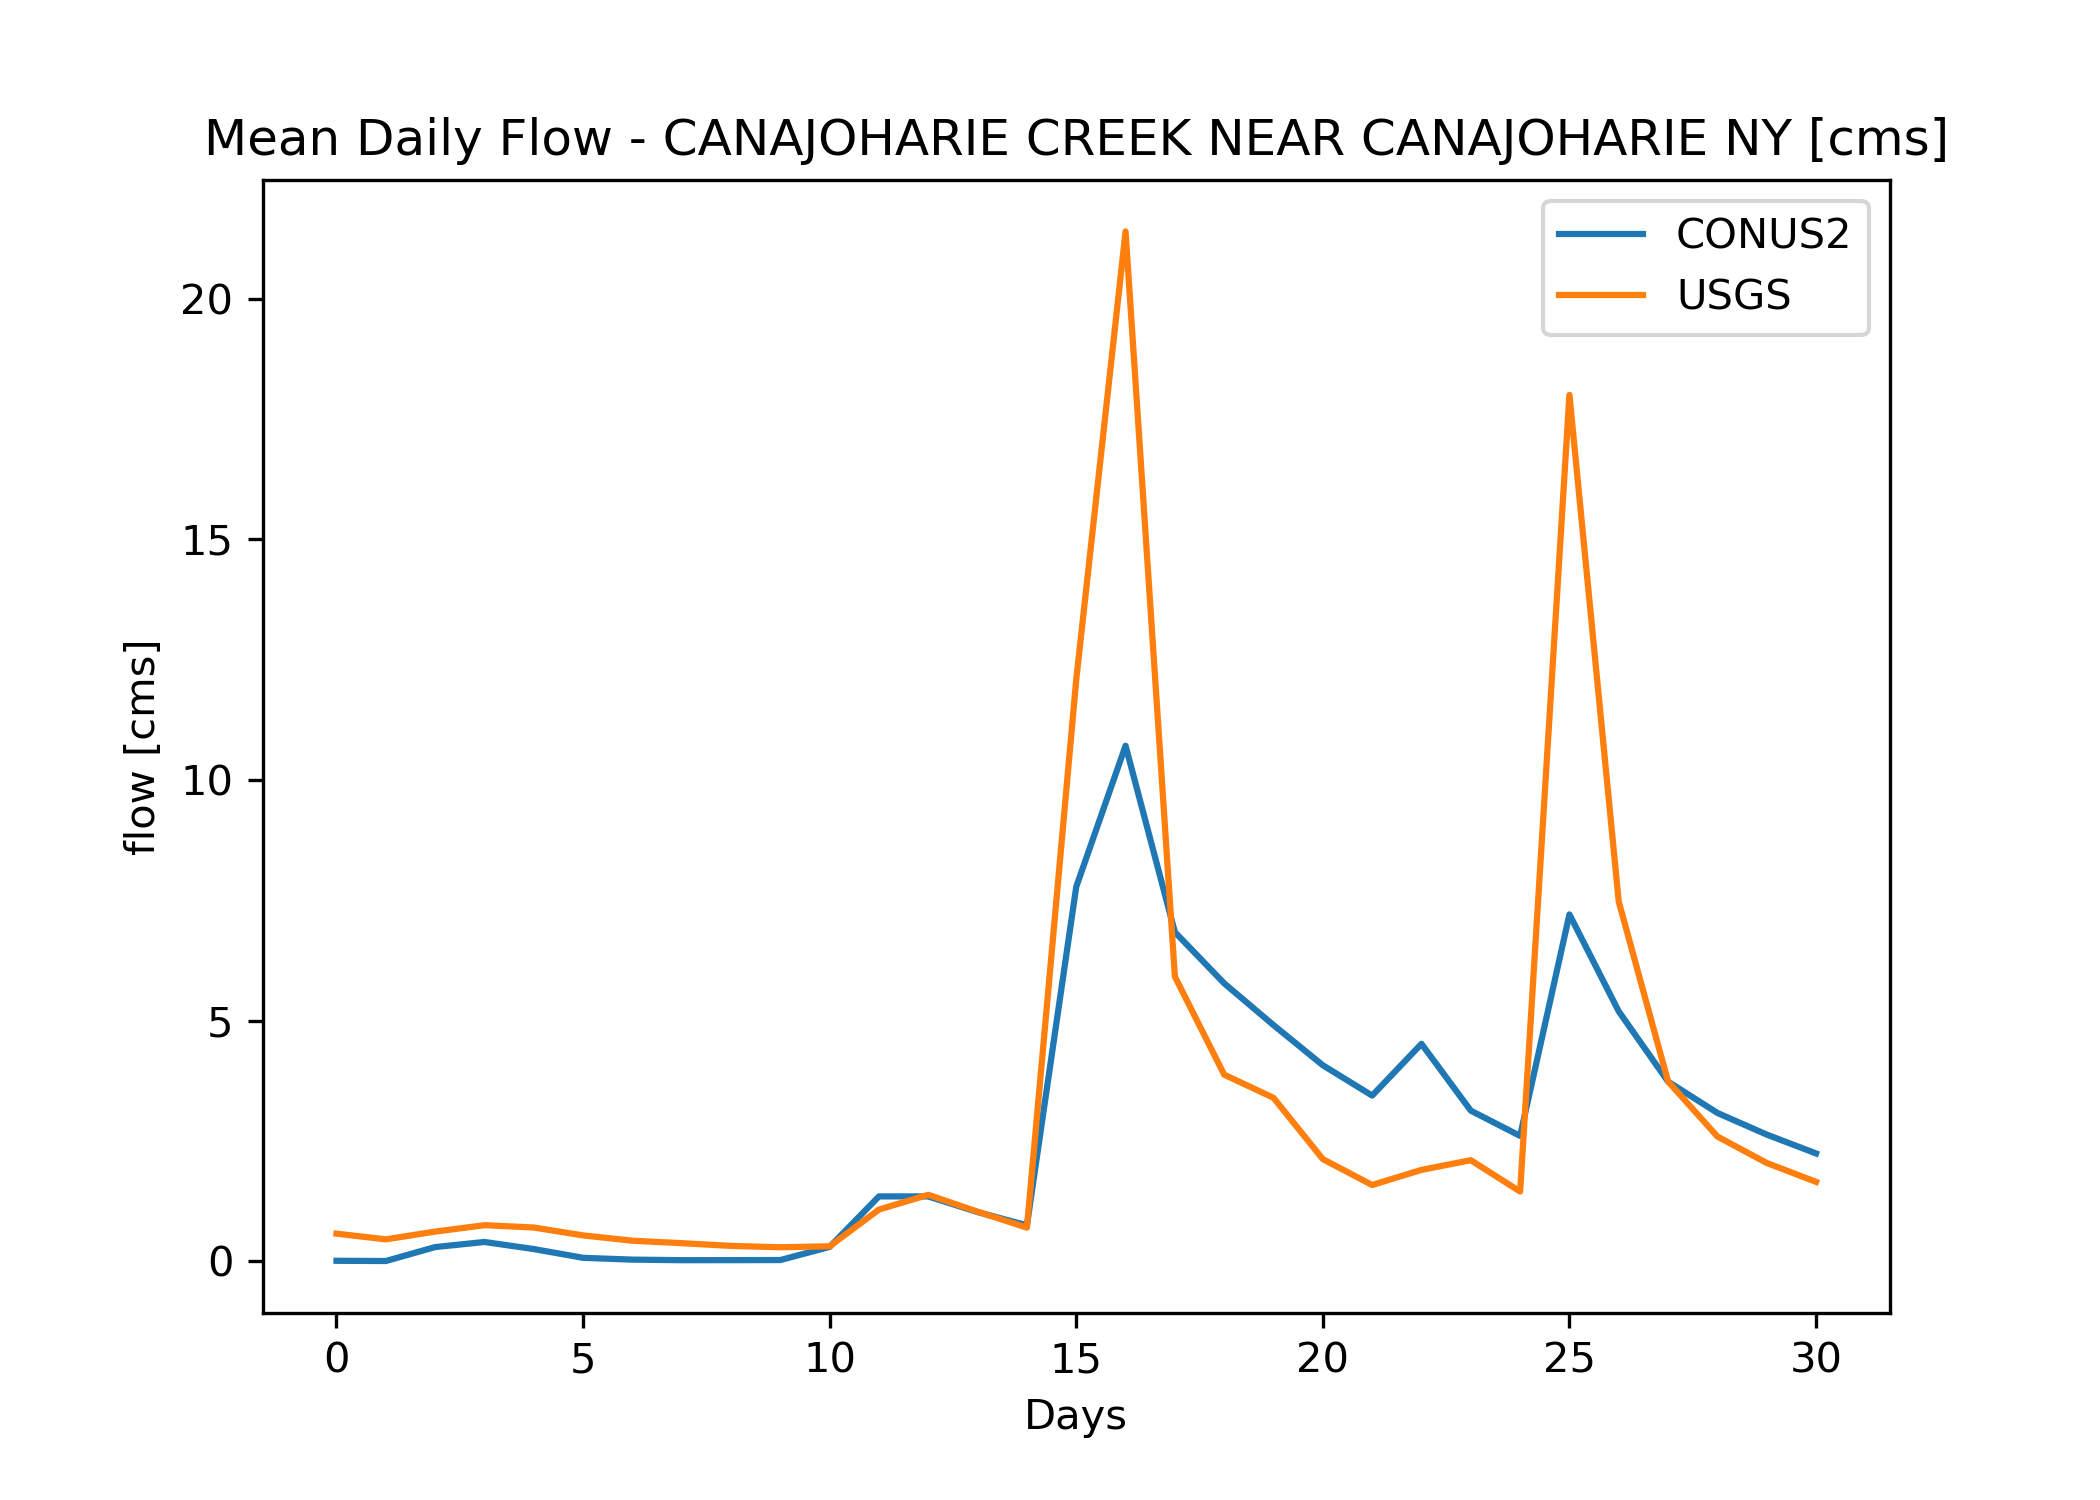 Mean Daily Flow - CANAJOHARIE CREEK NEAR CANAJOHARIE NY [cms]
CONUS2
USGS
flow [cms]
20
15
10
5
0
0 5 10 15 20 25 30
Days